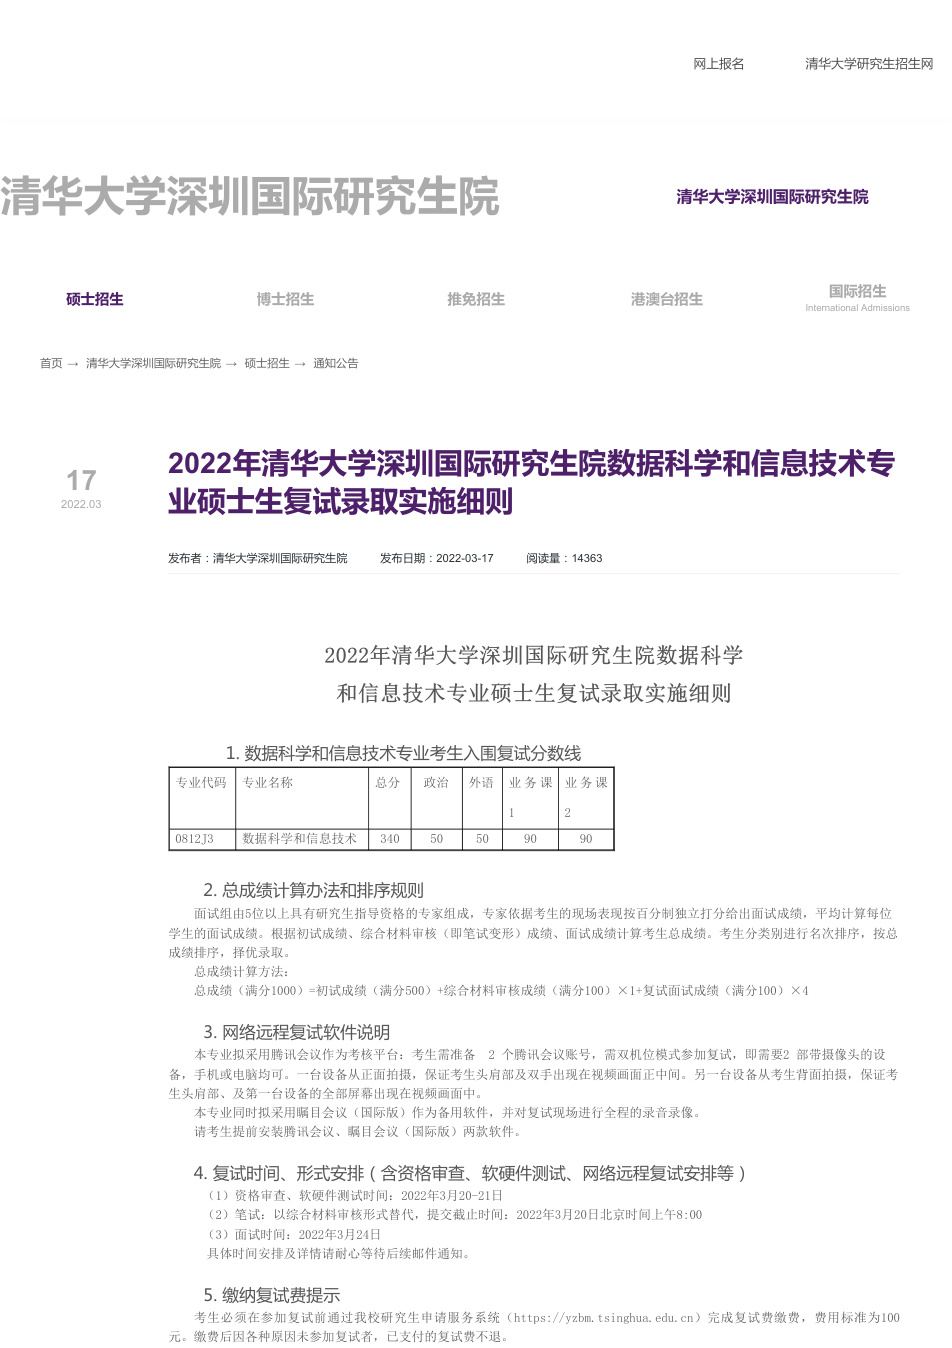 网上报名 清华大学研究生招生网
清华大学深圳国际研究生院 清华大学深圳国际研究生院
硕士招生 博士招生 推免招生 港澳台招生 国际招生
International Admissions
首页 → 清华大学深圳国际研究生院 → 硕士招生 → 通知公告
17
2022.03
2022年清华大学深圳国际研究生院数据科学和信息技术专
业硕士生复试录取实施细则
发布者：清华大学深圳国际研究生院 发布日期：2022-03-17 阅读量：14363
2022年清华大学深圳国际研究生院数据科学
和信息技术专业硕士生复试录取实施细则
1. 数据科学和信息技术专业考生入围复试分数线
专业代码 专业名称 总分 政治 外语 业务课 业务课
1 2
0812J3 数据科学和信息技术 340 50 50 90 90
2. 总成绩计算办法和排序规则
面试组由5位以上具有研究生指导资格的专家组成，专家依据考生的现场表现按百分制独立打分给出面试成绩，平均计算每位
学生的面试成绩。根据初试成绩、综合材料审核（即笔试变形）成绩、面试成绩计算考生总成绩。考生分类别进行名次排序，按总
成绩排序，择优录取。
总成绩计算方法：
总成绩（满分1000）=初试成绩（满分500）+综合材料审核成绩（满分100）×1+复试面试成绩（满分100）×4
3. 网络远程复试软件说明
本专业拟采用腾讯会议作为考核平台；考生需准备 2 个腾讯会议账号，需双机位模式参加复试，即需要2 部带摄像头的设
备，手机或电脑均可。一台设备从正面拍摄，保证考生头肩部及双手出现在视频画面正中间。另一台设备从考生背面拍摄，保证考
生头肩部、及第一台设备的全部屏幕出现在视频画面中。
本专业同时拟采用瞩目会议（国际版）作为备用软件，并对复试现场进行全程的录音录像。
请考生提前安装腾讯会议、瞩目会议（国际版）两款软件。
4. 复试时间、形式安排（含资格审查、软硬件测试、网络远程复试安排等）
（1）资格审查、软硬件测试时间：2022年3月20-21日
（2）笔试：以综合材料审核形式替代，提交截止时间：2022年3月20日北京时间上午8:00
（3）面试时间：2022年3月24日
具体时间安排及详情请耐心等待后续邮件通知。
5. 缴纳复试费提示
考生必须在参加复试前通过我校研究生申请服务系统（https://yzbm.tsinghua.edu.cn）完成复试费缴费，费用标准为100
元。缴费后因各种原因未参加复试者，已支付的复试费不退。